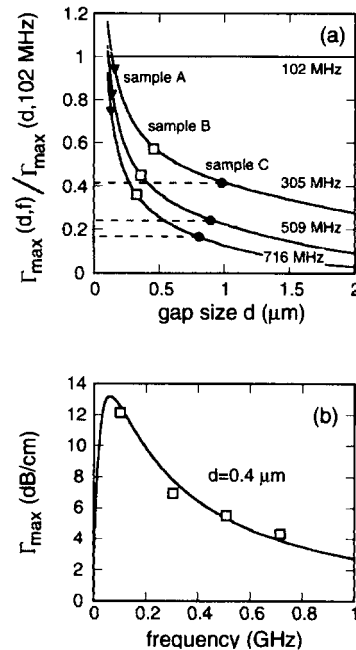 Γmax(d,f) / Γmax(d,102 MHz)
1.2
1
0.8
0.6
0.4
0.2
0
(a)
102 MHz
sample A
sample B
sample C
305 MHz
509 MHz
716 MHz
0 0.5 1 1.5 2
gap size d (μm)
Γmax (dB/cm)
14
12
10
8
6
4
2
0
(b)
d=0.4 μm
0 0.2 0.4 0.6 0.8 1
frequency (GHz)